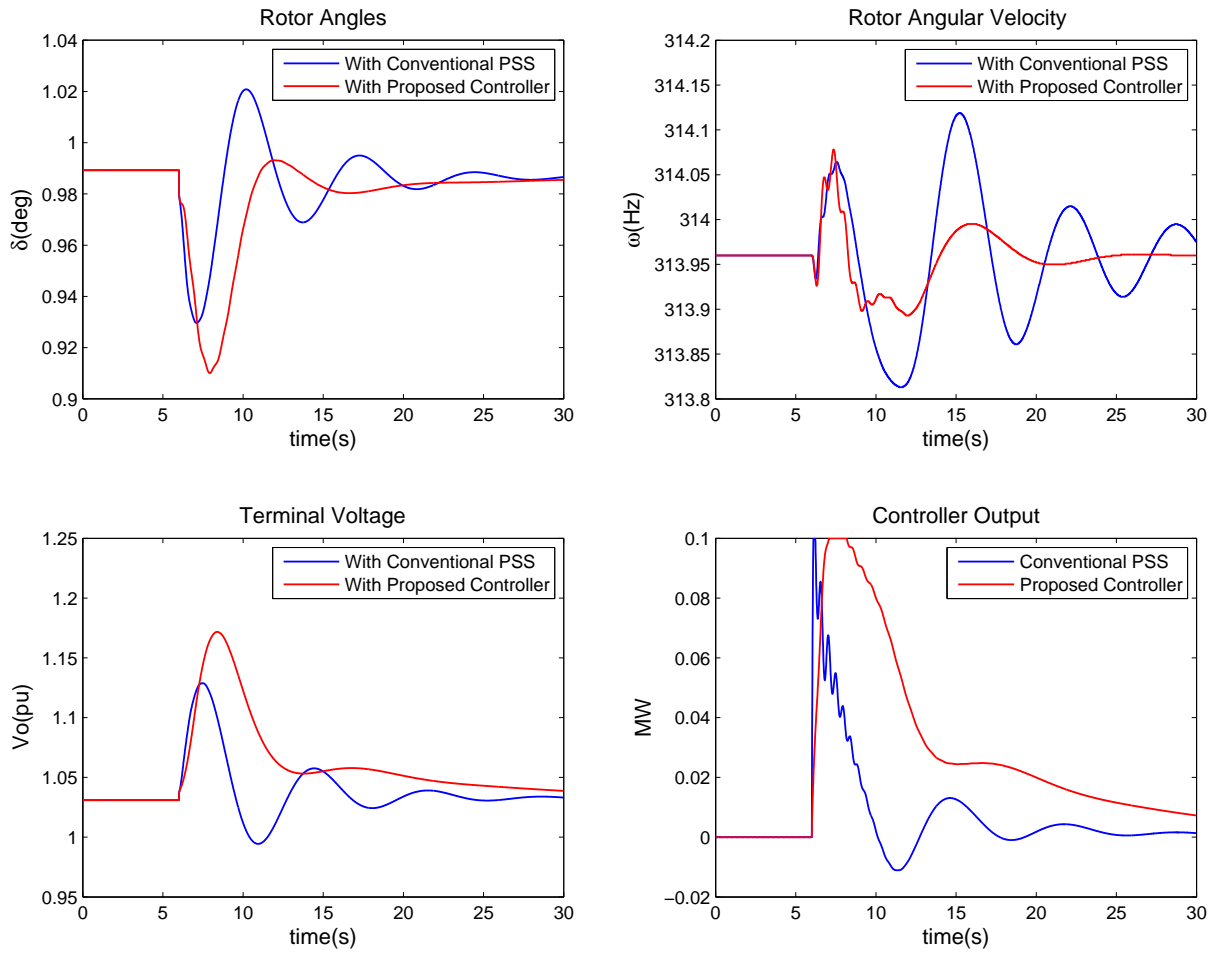 Rotor Angles
1.04
1.02
1
0.98
0.96
0.94
0.92
0.9
δ(deg)
0 5 10 15 20 25 30
time(s)
With Conventional PSS
With Proposed Controller
Rotor Angular Velocity
314.2
314.15
314.1
314.05
314
313.95
313.9
313.85
313.8
ω(Hz)
0 5 10 15 20 25 30
time(s)
With Conventional PSS
With Proposed Controller
Terminal Voltage
1.25
1.2
1.15
1.1
1.05
1
0.95
Vo(pu)
0 5 10 15 20 25 30
time(s)
With Conventional PSS
With Proposed Controller
Controller Output
0.1
0.08
0.06
0.04
0.02
0
−0.02
MW
0 5 10 15 20 25 30
time(s)
Conventional PSS
Proposed Controller